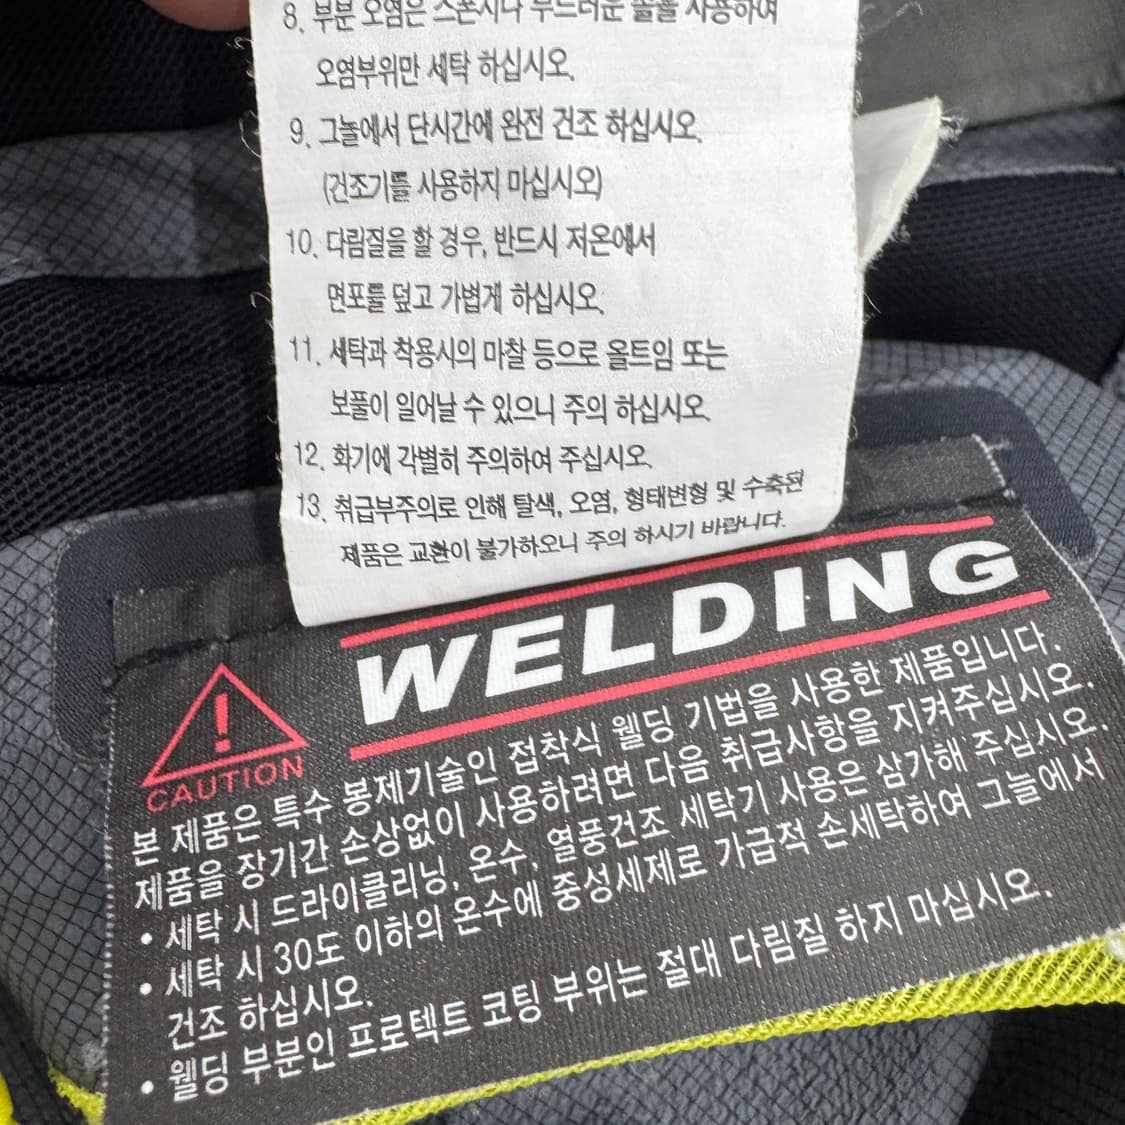 8. 부분 오염은 스폰지나 부드러운 솔을 사용하여
오염부위만 세탁 하십시오.
9. 그늘에서 단시간에 완전 건조 하십시오.
(건조기를 사용하지 마십시오)
10. 다림질을 할 경우, 반드시 저온에서
면포를 덮고 가볍게 하십시오.
11. 세탁과 착용시의 마찰 등으로 올트임 또는
보풀이 일어날 수 있으니 주의 하십시오.
12. 화기에 각별히 주의하여 주십시오.
13. 취급부주의로 인해 탈색, 오염, 형태변형 및 수축된
제품은 교환이 불가하오니 주의 하시기 바랍니다.
WELDING
CAUTION
본 제품은 특수 봉제기술인 접착식 웰딩 기법을 사용한 제품입니다.
제품을 장기간 손상없이 사용하려면 다음 취급사항을 지켜주십시오.
• 세탁 시 드라이클리닝, 온수, 열풍건조 세탁기 사용은 삼가해 주십시오.
• 세탁 시 30도 이하의 온수에 중성세제로 가급적 손세탁하여 그늘에서
건조 하십시오.
• 웰딩 부분인 프로텍트 코팅 부위는 절대 다림질 하지 마십시오.